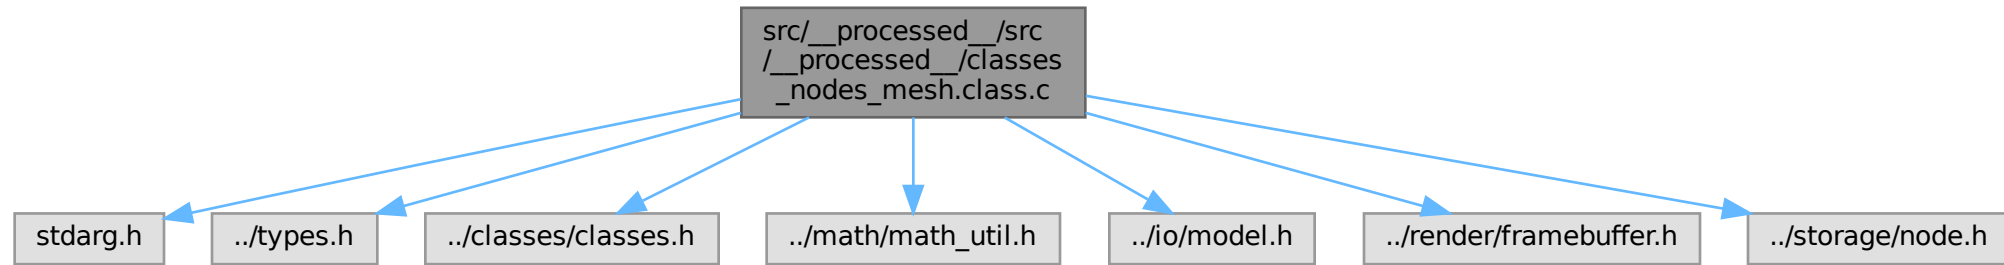 src/__processed__/src
/__processed__/classes
_nodes_mesh.class.c
stdarg.h
../types.h
../classes/classes.h
../math/math_util.h
../io/model.h
../render/framebuffer.h
../storage/node.h